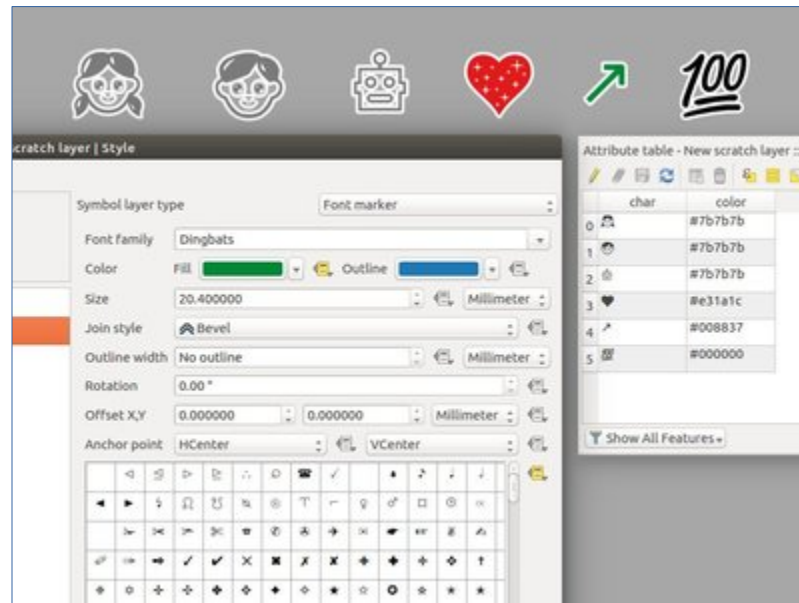 100
scratch layer | Style
Attribute table - New scratch layer ::
Symbol layer type Font marker
char color
Font family Dingbats
0 #7b7b7b
Color Fill Outline
1 #7b7b7b
Size 20.400000 Millimeter
2 #7b7b7b
Join style Bevel
3 #e31a1c
Outline width No outline Millimeter
4 #008837
Rotation 0.00 °
5 #000000
Offset X,Y 0.000000 0.000000 Millimeter
Anchor point HCenter VCenter
Show All Features